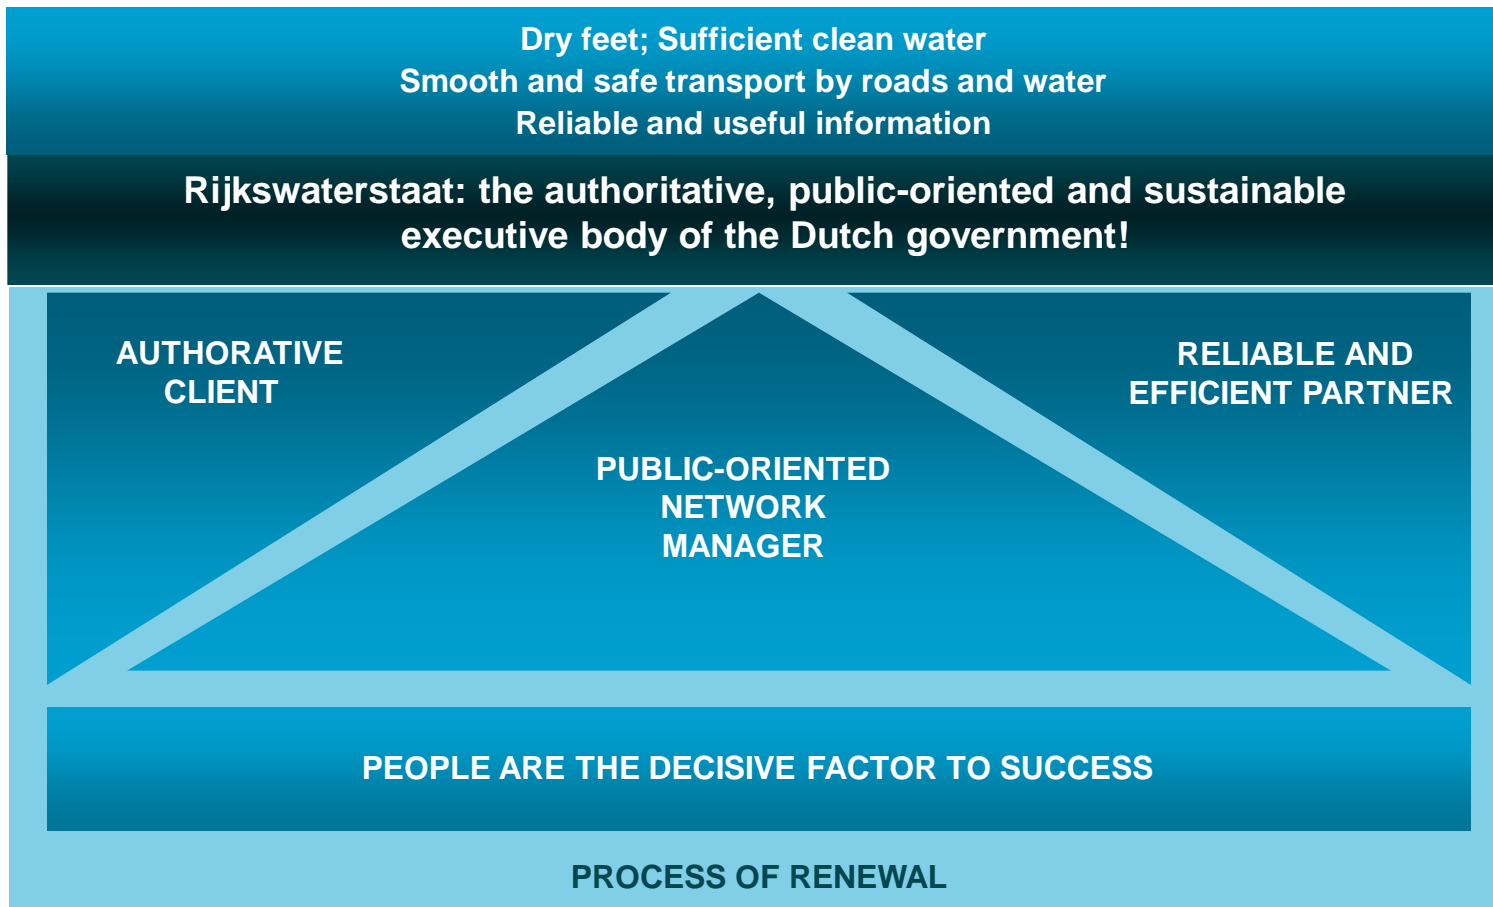 Dry feet; Sufficient clean water
Smooth and safe transport by roads and water
Reliable and useful information
Rijkswaterstaat: the authoritative, public-oriented and sustainable
executive body of the Dutch government!
AUTHORATIVE
CLIENT
RELIABLE AND
EFFICIENT PARTNER
PUBLIC-ORIENTED
NETWORK
MANAGER
PEOPLE ARE THE DECISIVE FACTOR TO SUCCESS
PROCESS OF RENEWAL